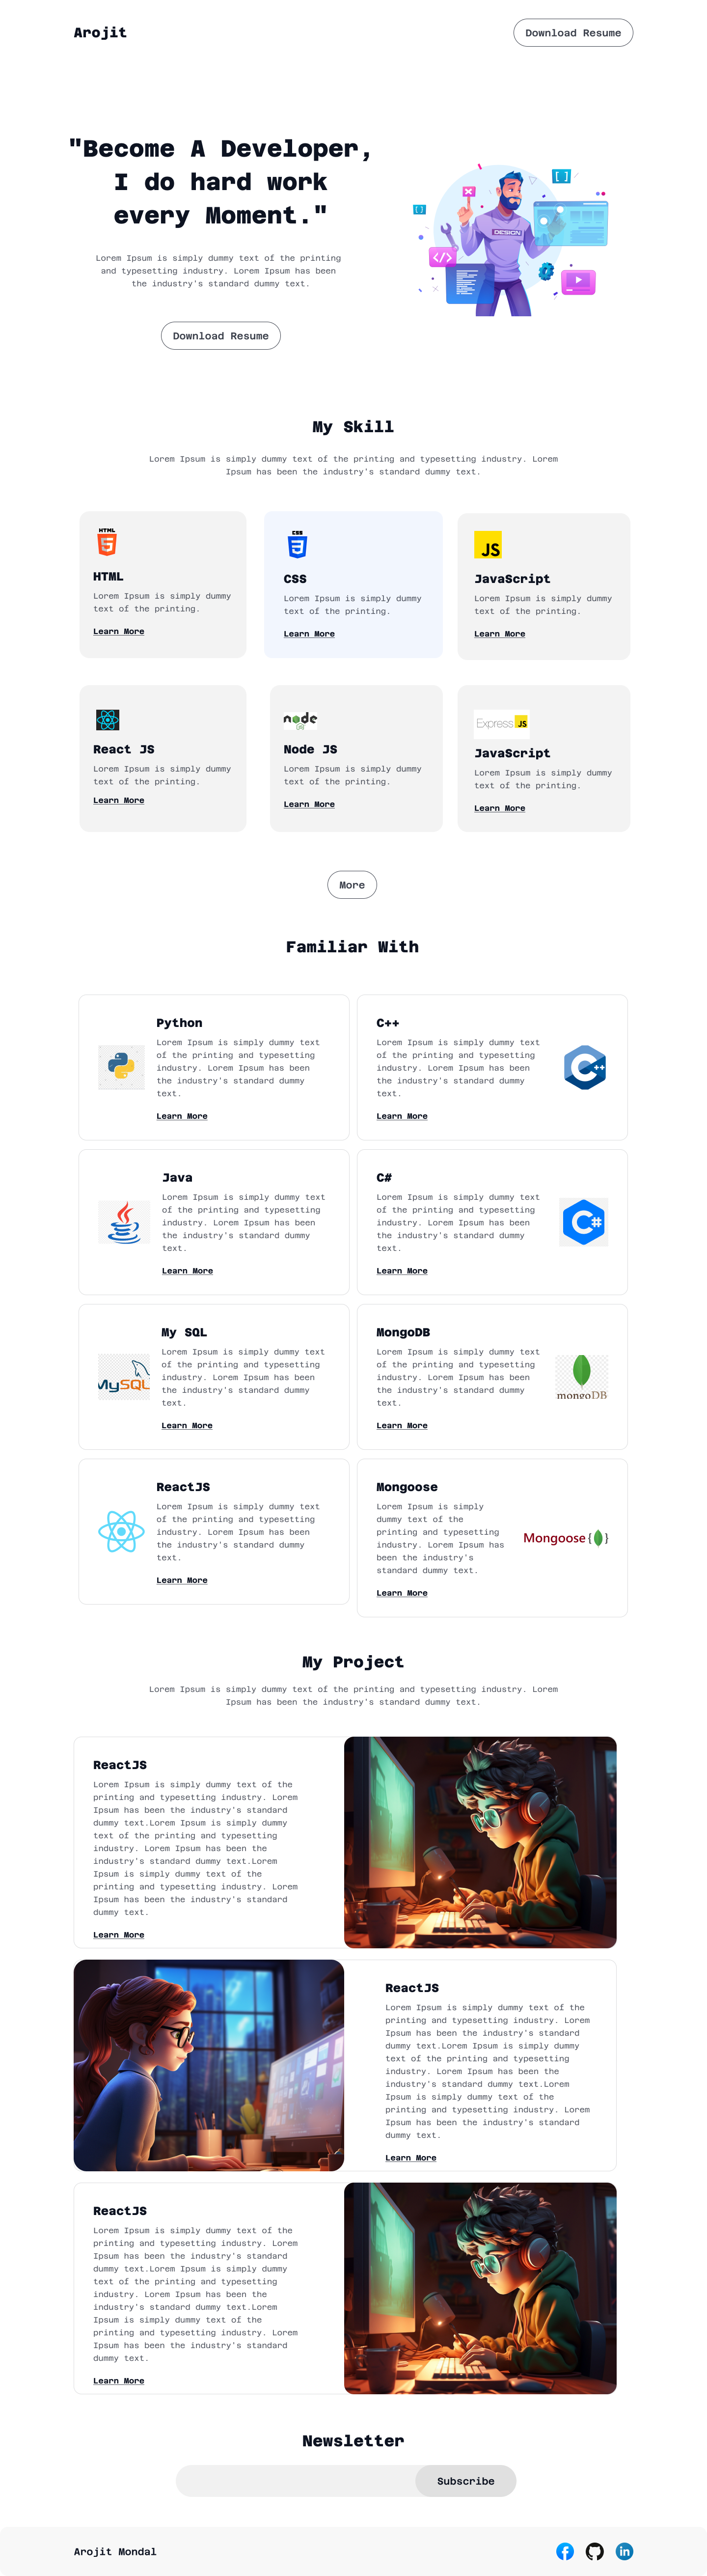 Arojit
Download Resume
"Become A Developer,
I do hard work
every Moment."
Lorem Ipsum is simply dummy text of the printing
and typesetting industry. Lorem Ipsum has been
the industry's standard dummy text.
Download Resume
[ ]
[ ]
DESIGN
</>
My Skill
Lorem Ipsum is simply dummy text of the printing and typesetting industry. Lorem
Ipsum has been the industry's standard dummy text.
HTML
5
HTML
Lorem Ipsum is simply dummy
text of the printing.
Learn More
CSS
3
CSS
Lorem Ipsum is simply dummy
text of the printing.
Learn More
JS
JavaScript
Lorem Ipsum is simply dummy
text of the printing.
Learn More
React JS
Lorem Ipsum is simply dummy
text of the printing.
Learn More
node
JS
Node JS
Lorem Ipsum is simply dummy
text of the printing.
Learn More
Express JS
JavaScript
Lorem Ipsum is simply dummy
text of the printing.
Learn More
More
Familiar With
Python
Lorem Ipsum is simply dummy text
of the printing and typesetting
industry. Lorem Ipsum has been
the industry's standard dummy
text.
Learn More
C++
Lorem Ipsum is simply dummy text
of the printing and typesetting
industry. Lorem Ipsum has been
the industry's standard dummy
text.
Learn More
C++
Java
Lorem Ipsum is simply dummy text
of the printing and typesetting
industry. Lorem Ipsum has been
the industry's standard dummy
text.
Learn More
C#
Lorem Ipsum is simply dummy text
of the printing and typesetting
industry. Lorem Ipsum has been
the industry's standard dummy
text.
Learn More
C#
MySQL
My SQL
Lorem Ipsum is simply dummy text
of the printing and typesetting
industry. Lorem Ipsum has been
the industry's standard dummy
text.
Learn More
MongoDB
Lorem Ipsum is simply dummy text
of the printing and typesetting
industry. Lorem Ipsum has been
the industry's standard dummy
text.
Learn More
mongoDB
ReactJS
Lorem Ipsum is simply dummy text
of the printing and typesetting
industry. Lorem Ipsum has been
the industry's standard dummy
text.
Learn More
Mongoose
Lorem Ipsum is simply
dummy text of the
printing and typesetting
industry. Lorem Ipsum has
been the industry's
standard dummy text.
Learn More
Mongoose { }
My Project
Lorem Ipsum is simply dummy text of the printing and typesetting industry. Lorem
Ipsum has been the industry's standard dummy text.
ReactJS
Lorem Ipsum is simply dummy text of the
printing and typesetting industry. Lorem
Ipsum has been the industry's standard
dummy text.Lorem Ipsum is simply dummy
text of the printing and typesetting
industry. Lorem Ipsum has been the
industry's standard dummy text.Lorem
Ipsum is simply dummy text of the
printing and typesetting industry. Lorem
Ipsum has been the industry's standard
dummy text.
Learn More
ReactJS
Lorem Ipsum is simply dummy text of the
printing and typesetting industry. Lorem
Ipsum has been the industry's standard
dummy text.Lorem Ipsum is simply dummy
text of the printing and typesetting
industry. Lorem Ipsum has been the
industry's standard dummy text.Lorem
Ipsum is simply dummy text of the
printing and typesetting industry. Lorem
Ipsum has been the industry's standard
dummy text.
Learn More
ReactJS
Lorem Ipsum is simply dummy text of the
printing and typesetting industry. Lorem
Ipsum has been the industry's standard
dummy text.Lorem Ipsum is simply dummy
text of the printing and typesetting
industry. Lorem Ipsum has been the
industry's standard dummy text.Lorem
Ipsum is simply dummy text of the
printing and typesetting industry. Lorem
Ipsum has been the industry's standard
dummy text.
Learn More
Newsletter
Subscribe
Arojit Mondal
f
in